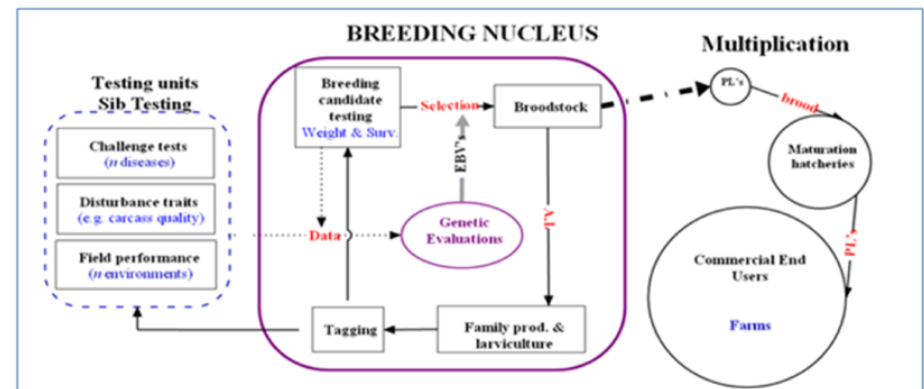 BREEDING NUCLEUS
Multiplication
Testing units
Sib Testing
Challenge tests
(n diseases)
Disturbance traits
(e.g. carcass quality)
Field performance
(n environments)
Breeding
candidate
testing
Weight & Surv.
Selection
Broodstock
EBV's
Data
Genetic
Evaluations
Tagging
Family prod. &
larviculture
PL's
brood
Maturation
hatcheries
PL's
Commercial End
Users
Farms